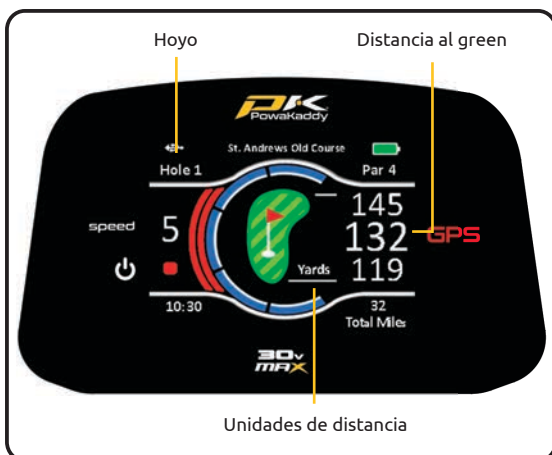 Hoyo
Distancia al green
PK
PowaKaddy
St. Andrews Old Course
Hole 1
Par 4
speed
5
145
132
119
GPS
Yards
10:30
32
Total Miles
30v
MAX
Unidades de distancia